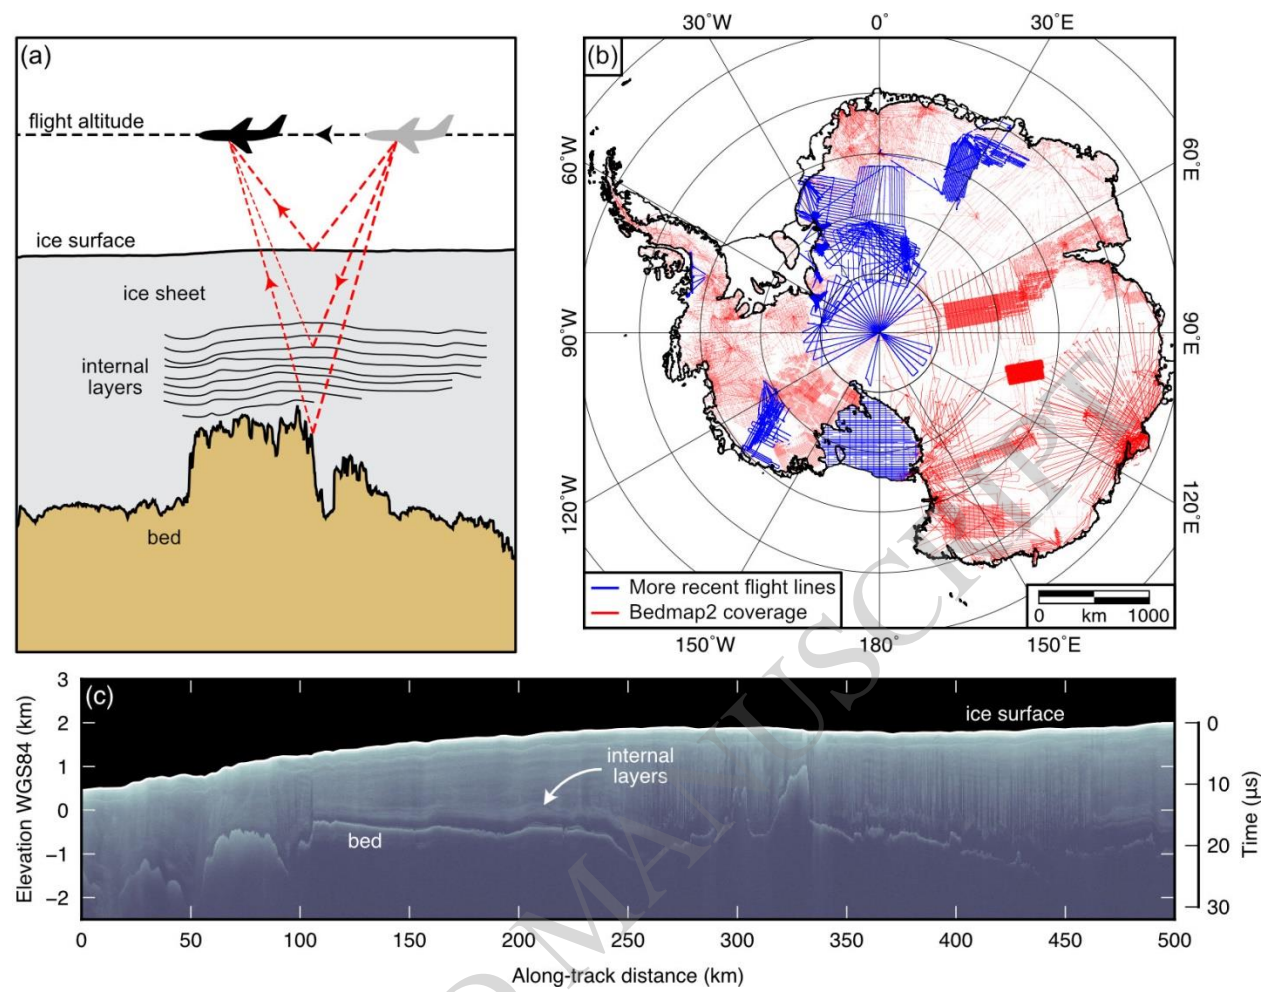 (a)
flight altitude
ice surface
ice sheet
internal
layers
bed
(b)
30˚W
0˚
30˚E
60˚W
60˚E
90˚W
90˚E
120˚W
120˚E
150˚W
180˚
150˚E
More recent flight lines
Bedmap2 coverage
0 km 1000
(c)
ice surface
internal
layers
bed
Elevation WGS84 (km)
3
2
1
0
−1
−2
0
10
20
30
Time (µs)
0 50 100 150 200 250 300 350 400 450 500
Along-track distance (km)
D MANUSCRIPT